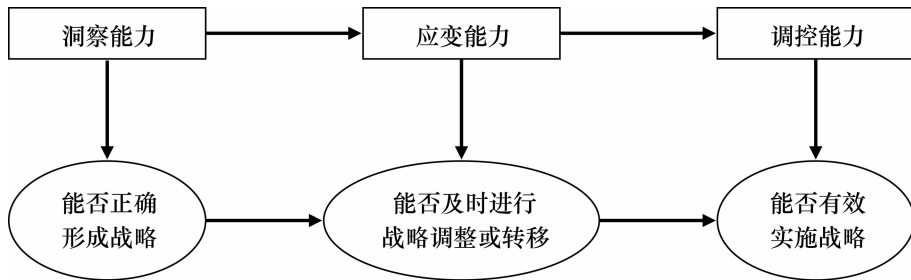 洞察能力
应变能力
调控能力
能否正确
形成战略
能否及时进行
战略调整或转移
能否有效
实施战略